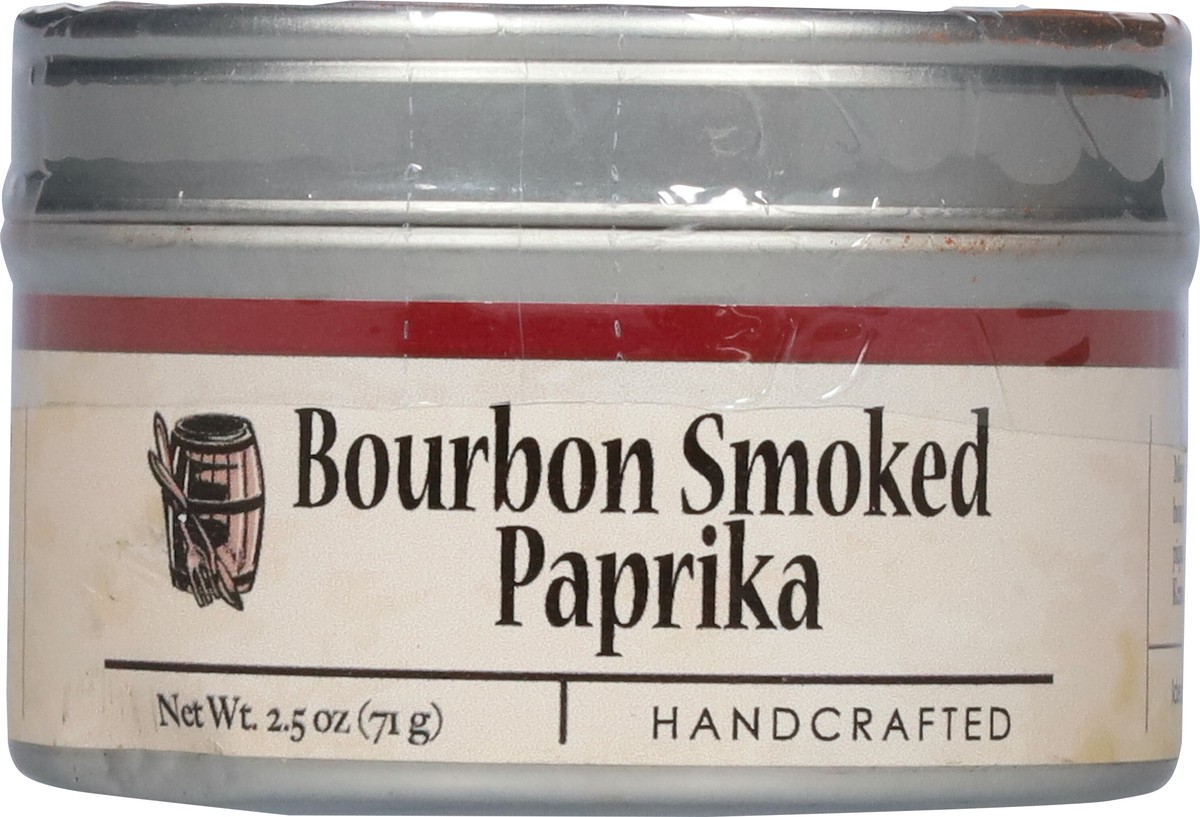 Bourbon Smoked
Paprika
Net Wt. 2.5 oz (71 g)
HANDCRAFTED